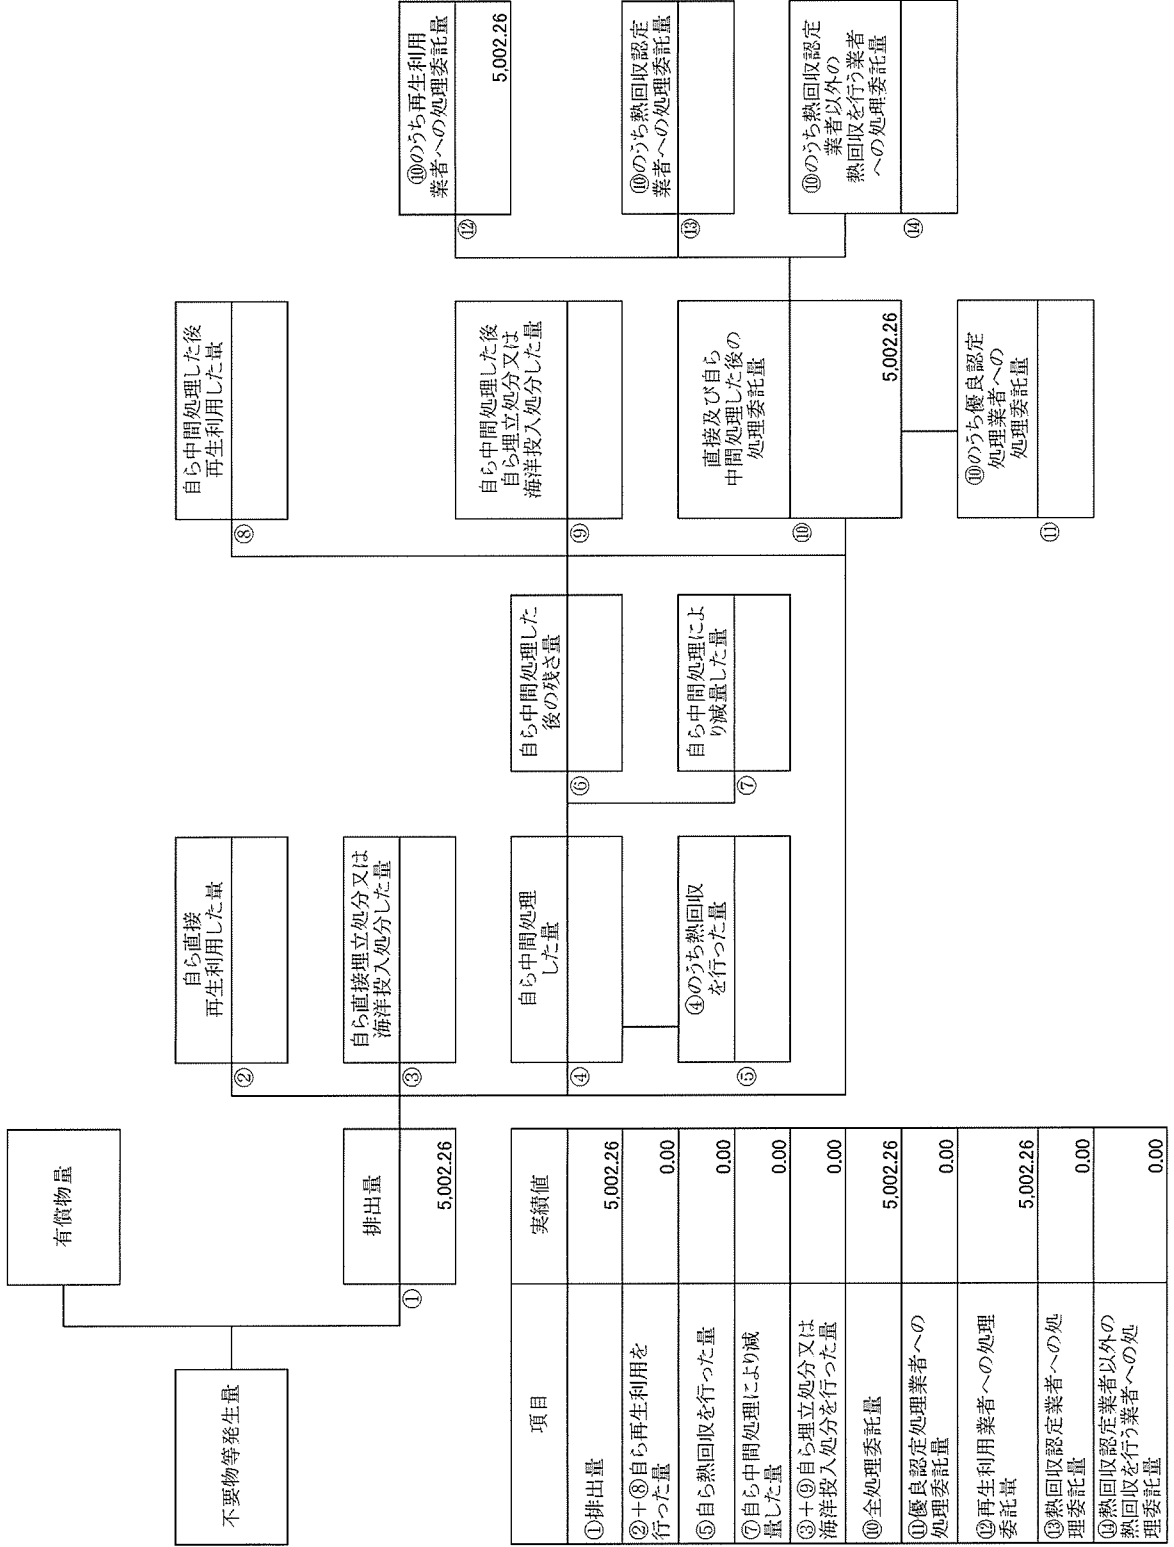 不要物等発生量
有償物量
①
排出量
5,002.26
②
自ら直接
再生利用した量
③
自ら直接埋立処分又は
海洋投入処分した量
④
自ら中間処理
した量
⑤
④のうち熱回収
を行った量
⑥
自ら中間処理した
後の残さ量
⑦
自ら中間処理によ
り減量した量
⑧
自ら中間処理した後
再生利用した量
⑨
自ら中間処理した後
自ら埋立処分又は
海洋投入処分した量
⑩
直接及び自ら
中間処理した後の
処理委託量
5,002.26
⑪
⑩のうち優良認定
処理業者への
処理委託量
⑫
⑩のうち再生利用
業者への処理委託量
5,002.26
⑬
⑩のうち熱回収認定
業者への処理委託量
⑭
⑩のうち熱回収認定
業者以外の
熱回収を行う業者
への処理委託量
項目
実績値
①排出量
5,002.26
②+⑧自ら再生利用を
行った量
0.00
⑤自ら熱回収を行った量
0.00
⑦自ら中間処理により減
量した量
0.00
③+⑨自ら埋立処分又は
海洋投入処分を行った量
0.00
⑩全処理委託量
5,002.26
⑪優良認定処理業者への
処理委託量
0.00
⑫再生利用業者への処理
委託量
5,002.26
⑬熱回収認定業者への処
理委託量
0.00
⑭熱回収認定業者以外の
熱回収を行う業者への処
理委託量
0.00